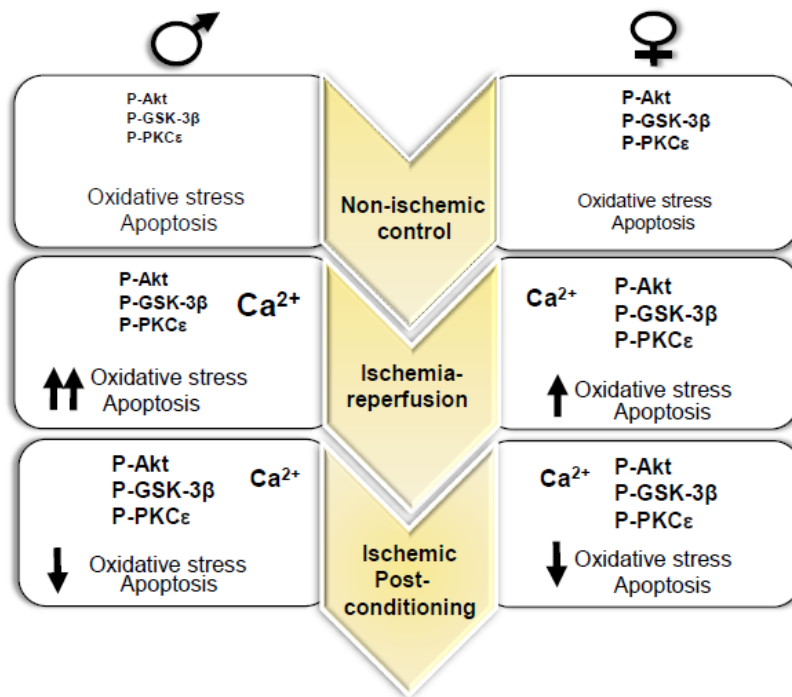 P-Akt
P-GSK-3β
P-PKCε
Oxidative stress
Apoptosis
Non-ischemic
control
P-Akt
P-GSK-3β
P-PKCε
Oxidative stress
Apoptosis
P-Akt
P-GSK-3β
P-PKCε
Ca²⁺
Oxidative stress
Apoptosis
Ischemia-
reperfusion
Ca²⁺
P-Akt
P-GSK-3β
P-PKCε
Oxidative stress
Apoptosis
P-Akt
P-GSK-3β
P-PKCε
Ca²⁺
Oxidative stress
Apoptosis
Ischemic
Post-
conditioning
Ca²⁺
P-Akt
P-GSK-3β
P-PKCε
Oxidative stress
Apoptosis